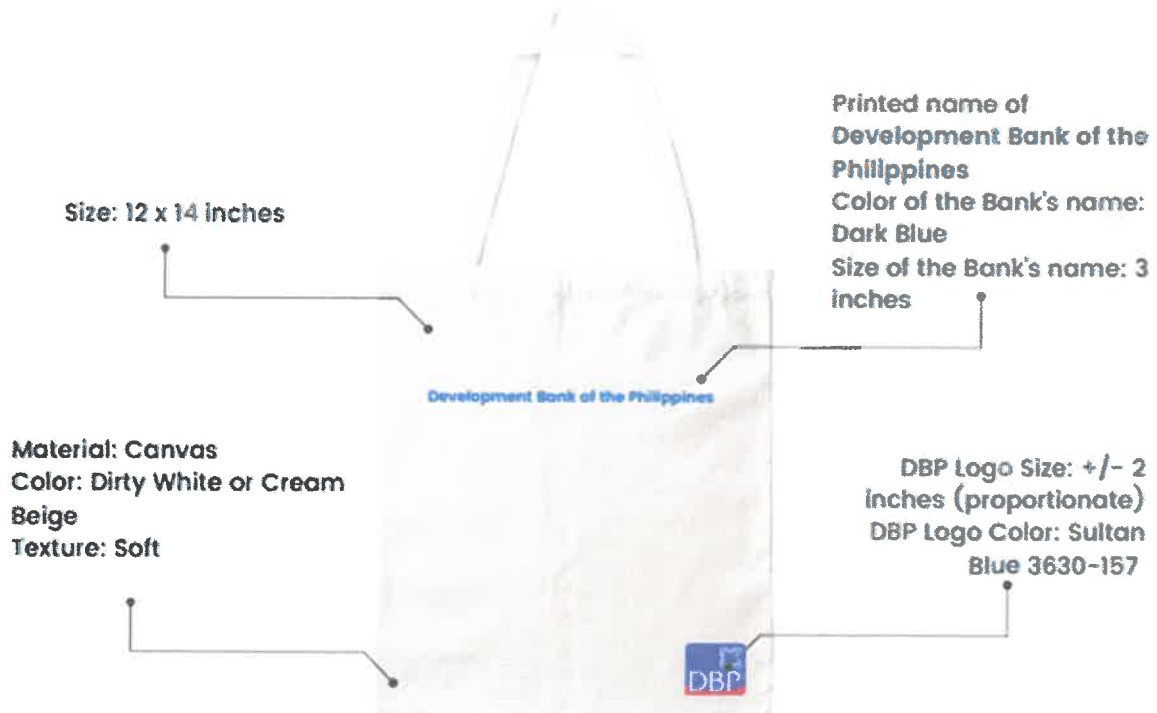 Printed name of
Development Bank of the
Philippines
Color of the Bank's name:
Dark Blue
Size of the Bank's name: 3
inches
Size: 12 x 14 inches
Development Bank of the Philippines
Material: Canvas
Color: Dirty White or Cream
Beige
Texture: Soft
DBP Logo Size: +/- 2
inches (proportionate)
DBP Logo Color: Sultan
Blue 3630-157
DBP